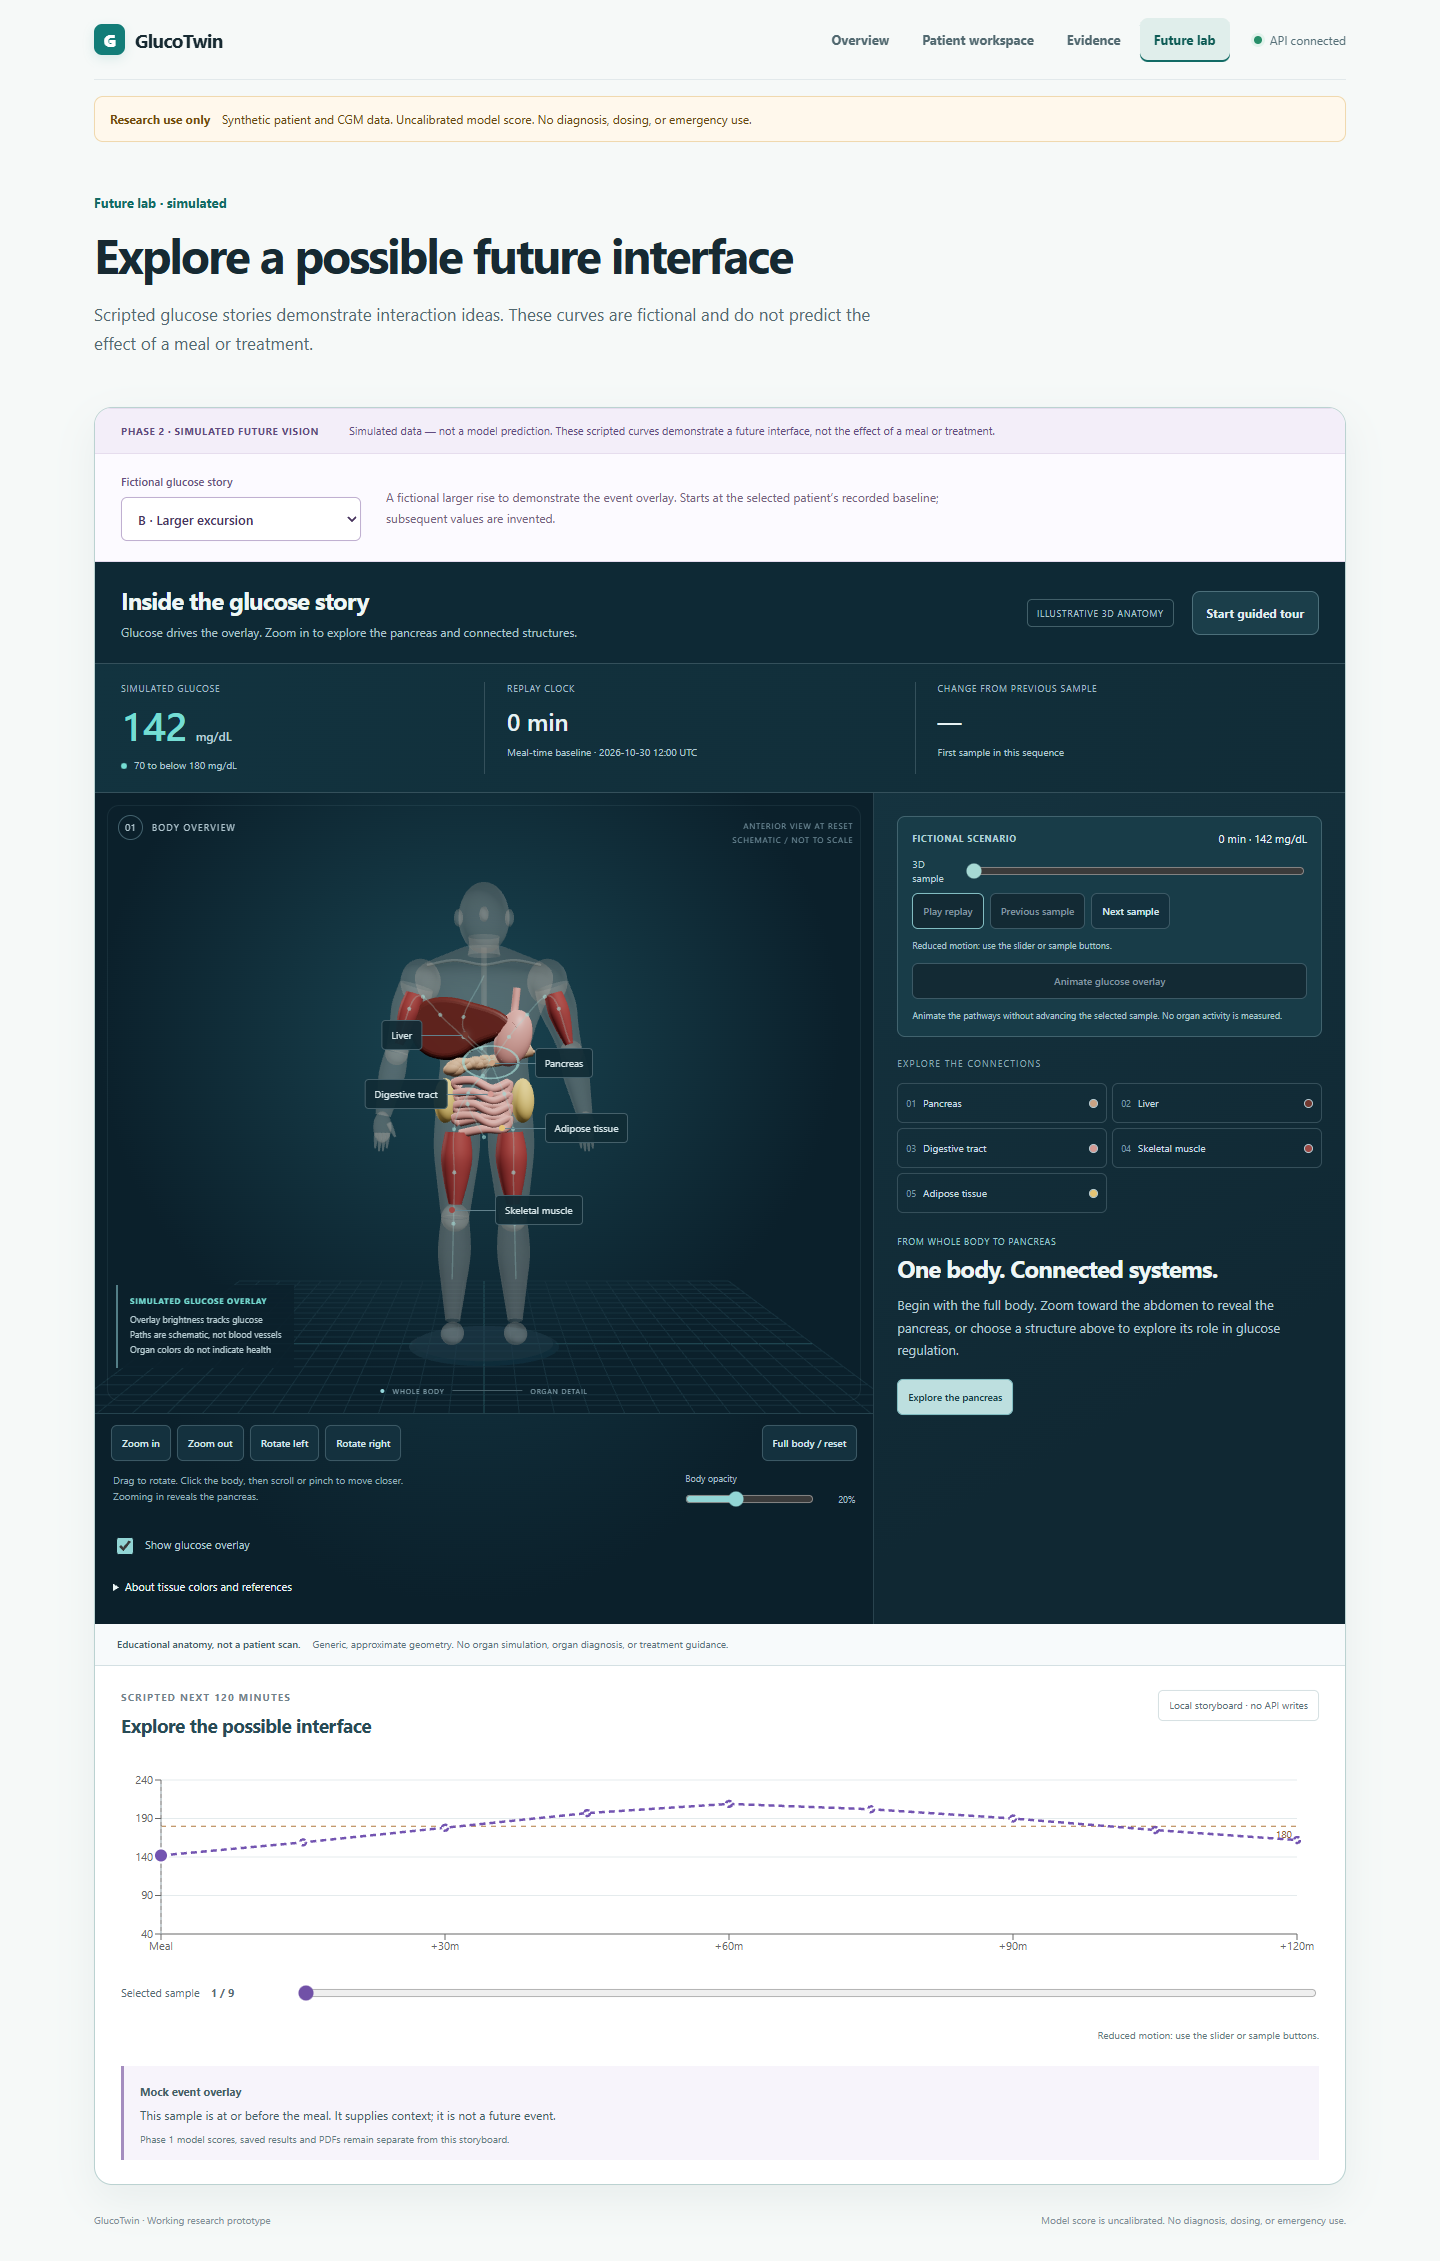 G GlucoTwin
Overview Patient workspace Evidence Future lab API connected
Research use only Synthetic patient and CGM data. Uncalibrated model score. No diagnosis, dosing, or emergency use.
Future lab · simulated
Explore a possible future interface
Scripted glucose stories demonstrate interaction ideas. These curves are fictional and do not predict the
effect of a meal or treatment.
PHASE 2 · SIMULATED FUTURE VISION Simulated data — not a model prediction. These scripted curves demonstrate a future interface, not the effect of a meal or treatment.
Fictional glucose story
B · Larger excursion
A fictional larger rise to demonstrate the event overlay. Starts at the selected patient's recorded baseline;
subsequent values are invented.
Inside the glucose story
Glucose drives the overlay. Zoom in to explore the pancreas and connected structures.
ILLUSTRATIVE 3D ANATOMY
Start guided tour
SIMULATED GLUCOSE
142 mg/dL
70 to below 180 mg/dL
REPLAY CLOCK
0 min
Meal-time baseline · 2026-10-30 12:00 UTC
CHANGE FROM PREVIOUS SAMPLE
—
First sample in this sequence
01 BODY OVERVIEW
ANTERIOR VIEW AT RESET
SCHEMATIC / NOT TO SCALE
Liver
Pancreas
Digestive tract
Adipose tissue
Skeletal muscle
SIMULATED GLUCOSE OVERLAY
Overlay brightness tracks glucose
Paths are schematic, not blood vessels
Organ colors do not indicate health
WHOLE BODY ORGAN DETAIL
Zoom in Zoom out Rotate left Rotate right Full body / reset
Drag to rotate. Click the body, then scroll or pinch to move closer.
Zooming in reveals the pancreas.
Body opacity
20%
Show glucose overlay
About tissue colors and references
FICTIONAL SCENARIO 0 min · 142 mg/dL
3D
sample
Play replay Previous sample Next sample
Reduced motion: use the slider or sample buttons.
Animate glucose overlay
Animate the pathways without advancing the selected sample. No organ activity is measured.
EXPLORE THE CONNECTIONS
01 Pancreas
02 Liver
03 Digestive tract
04 Skeletal muscle
05 Adipose tissue
FROM WHOLE BODY TO PANCREAS
One body. Connected systems.
Begin with the full body. Zoom toward the abdomen to reveal the
pancreas, or choose a structure above to explore its role in glucose
regulation.
Explore the pancreas
Educational anatomy, not a patient scan. Generic, approximate geometry. No organ simulation, organ diagnosis, or treatment guidance.
SCRIPTED NEXT 120 MINUTES
Explore the possible interface
Local storyboard · no API writes
240
190
180
140
90
40
Meal +30m +60m +90m +120m
Selected sample 1 / 9
Reduced motion: use the slider or sample buttons.
Mock event overlay
This sample is at or before the meal. It supplies context; it is not a future event.
Phase 1 model scores, saved results and PDFs remain separate from this storyboard.
GlucoTwin · Working research prototype
Model score is uncalibrated. No diagnosis, dosing, or emergency use.